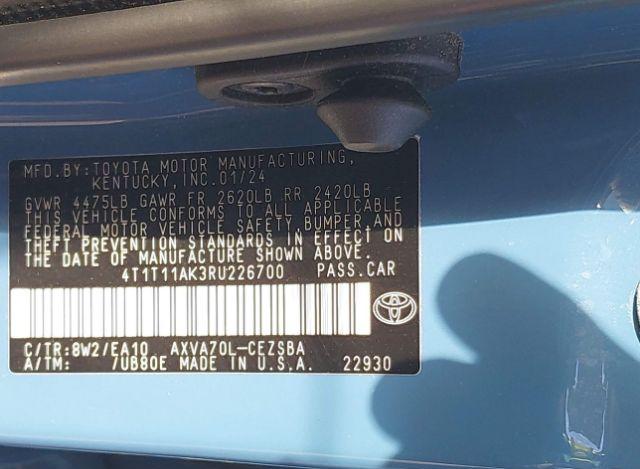 MFD.BY:TOYOTA MOTOR MANUFACTURING,
KENTUCKY, INC. 01/24
GVWR 4475LB GAWR FR 2620LB RR 2420LB
THIS VEHICLE CONFORMS TO ALL APPLICABLE
FEDERAL MOTOR VEHICLE SAFETY, BUMPER AND
THEFT PREVENTION STANDARDS IN EFFECT ON
THE DATE OF MANUFACTURE SHOWN ABOVE.
4T1T11AK3RU226700 PASS.CAR
C/TR:8W2/EA10 AXVA70L-CEZSBA
A/TM: /UB80E MADE IN U.S.A. 22930